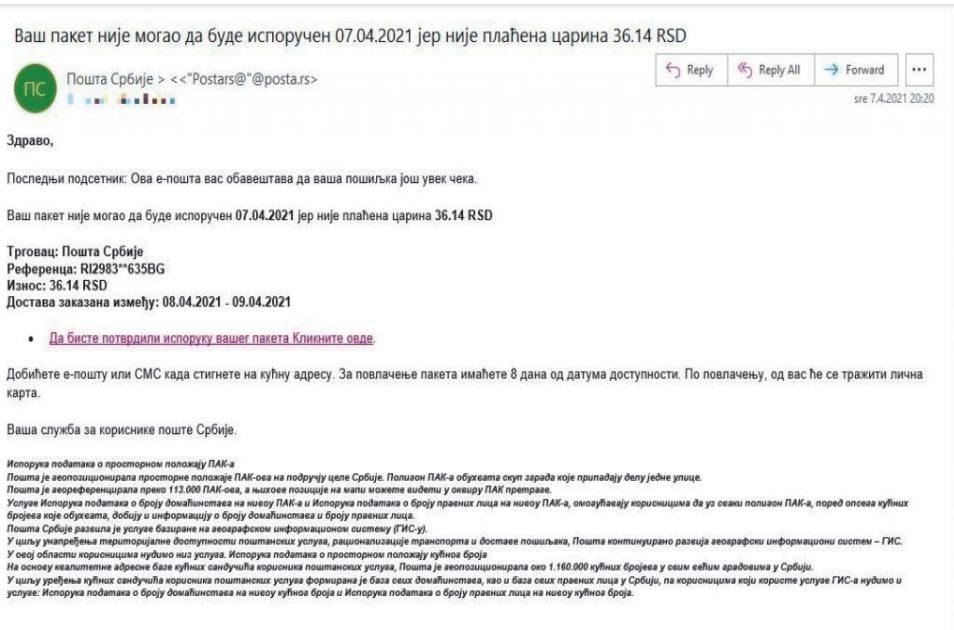 Ваш пакет није могао да буде испоручен 07.04.2021 јер није плаћена царина 36.14 RSD
ПС
Пошта Србије > <<"Postars@"@posta.rs>
Reply
Reply All
Forward
sre 7.4.2021 20:20
Здраво,
Последњи подсетник: Ова е-пошта вас обавештава да ваша пошиљка још увек чека.
Ваш пакет није могао да буде испоручен 07.04.2021 јер није плаћена царина 36.14 RSD
Трговац: Пошта Србије
Референца: RI2983**635BG
Износ: 36.14 RSD
Достава заказана између: 08.04.2021 - 09.04.2021
• Да бисте потврдили испоруку вашег пакета Кликните овде.
Добићете е-пошту или СМС када стигнете на кућну адресу. За повлачење пакета имаћете 8 дана од датума доступности. По повлачењу, од вас ће се тражити лична
карта.
Ваша служба за кориснике поште Србије.
Испорука података о просторном положају ПАК-а
Пошта је геопозиционирала просторне положаје ПАК-ова на подручју целе Србије. Полигон ПАК-а обухвата скуп зарада које припадају делу једне улице.
Пошта је геореференцирала преко 113.000 ПАК-ова, а њихове позиције на мапи можете видети у оквиру ПАК претраге.
Услуге Испорука података о броју домаћинстава на нивоу ПАК-а и Испорука података о броју правних лица на нивоу ПАК-а, омогућавају корисницима да уз сваки полигон ПАК-а, поред опсега кућних
бројева које обухвата, добију и информацију о броју домаћинстава и броју правних лица.
Пошта Србије развила је услуге базиране на географском информационом систему (ГИС-у).
У циљу унапређења територијалне доступности поштанских услуга, рационализације транспорта и доставе пошиљака, Пошта континуирано развија географски информациони систем – ГИС.
У овој области корисницима нудимо низ услуга. Испорука података о просторном положају кућног броја
На основу квалитетне адресне базе кућних сандучића корисника поштанских услуга, Пошта је геопозиционирала око 1.160.000 кућних бројева у свим већим градовима у Србији.
У циљу уређења кућних сандучића корисника поштанских услуга формирана је база свих домаћинстава, као и база свих правних лица у Србији, па корисницима који користе услуге ГИС-а нудимо и
услуге: Испорука података о броју домаћинстава на нивоу кућног броја и Испорука података о броју правних лица на нивоу кућног броја.